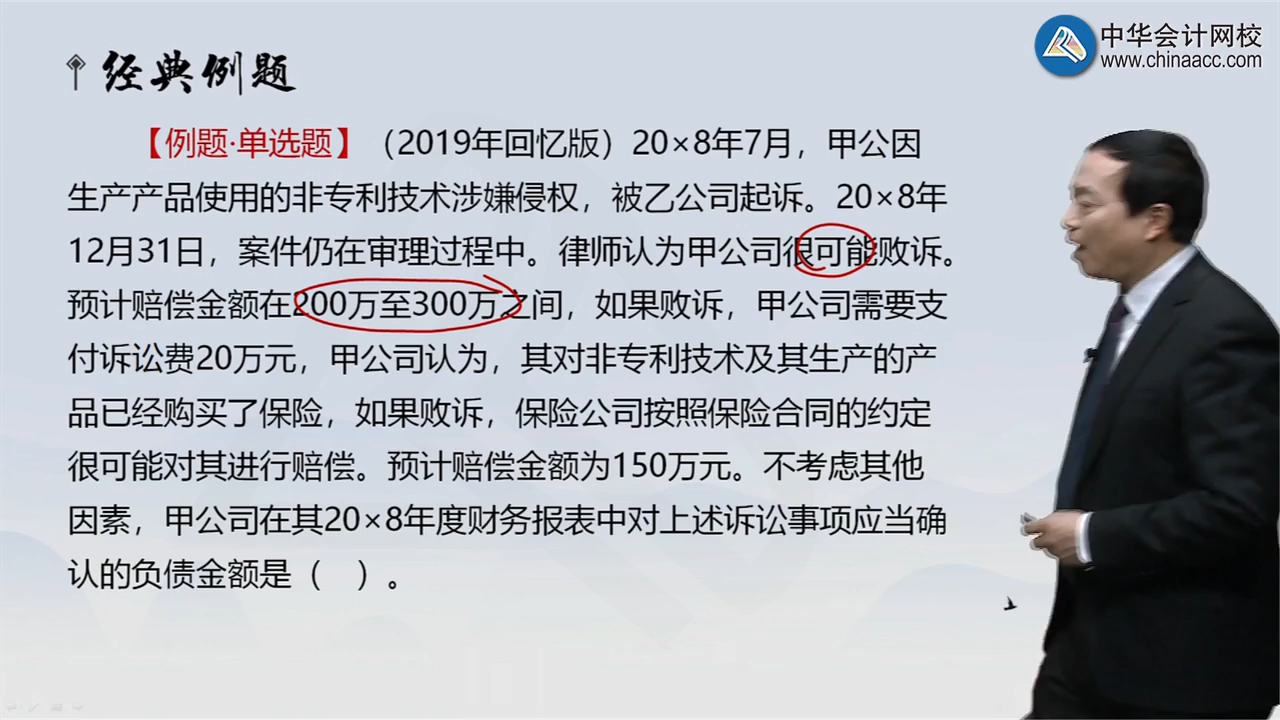 经典例题
中华会计网校
www.chinaacc.com
【例题·单选题】（2019年回忆版）20×8年7月，甲公因
生产产品使用的非专利技术涉嫌侵权，被乙公司起诉。20×8年
12月31日，案件仍在审理过程中。律师认为甲公司很可能败诉。
预计赔偿金额在200万至300万之间，如果败诉，甲公司需要支
付诉讼费20万元，甲公司认为，其对非专利技术及其生产的产
品已经购买了保险，如果败诉，保险公司按照保险合同的约定
很可能对其进行赔偿。预计赔偿金额为150万元。不考虑其他
因素，甲公司在其20×8年度财务报表中对上述诉讼事项应当确
认的负债金额是（ ）。